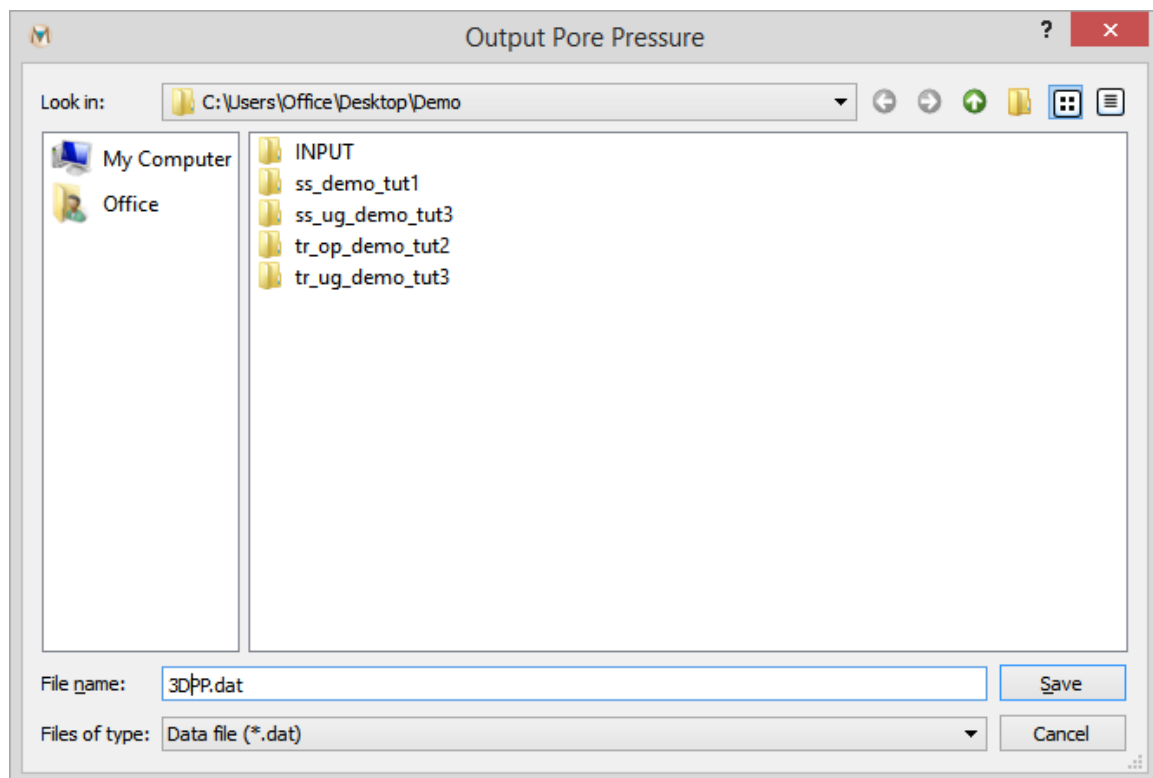 Output Pore Pressure
?
Look in:
C:\Users\Office\Desktop\Demo
My Computer
Office
INPUT
ss_demo_tut1
ss_ug_demo_tut3
tr_op_demo_tut2
tr_ug_demo_tut3
File name:
3DPP.dat
Save
Files of type:
Data file (*.dat)
Cancel